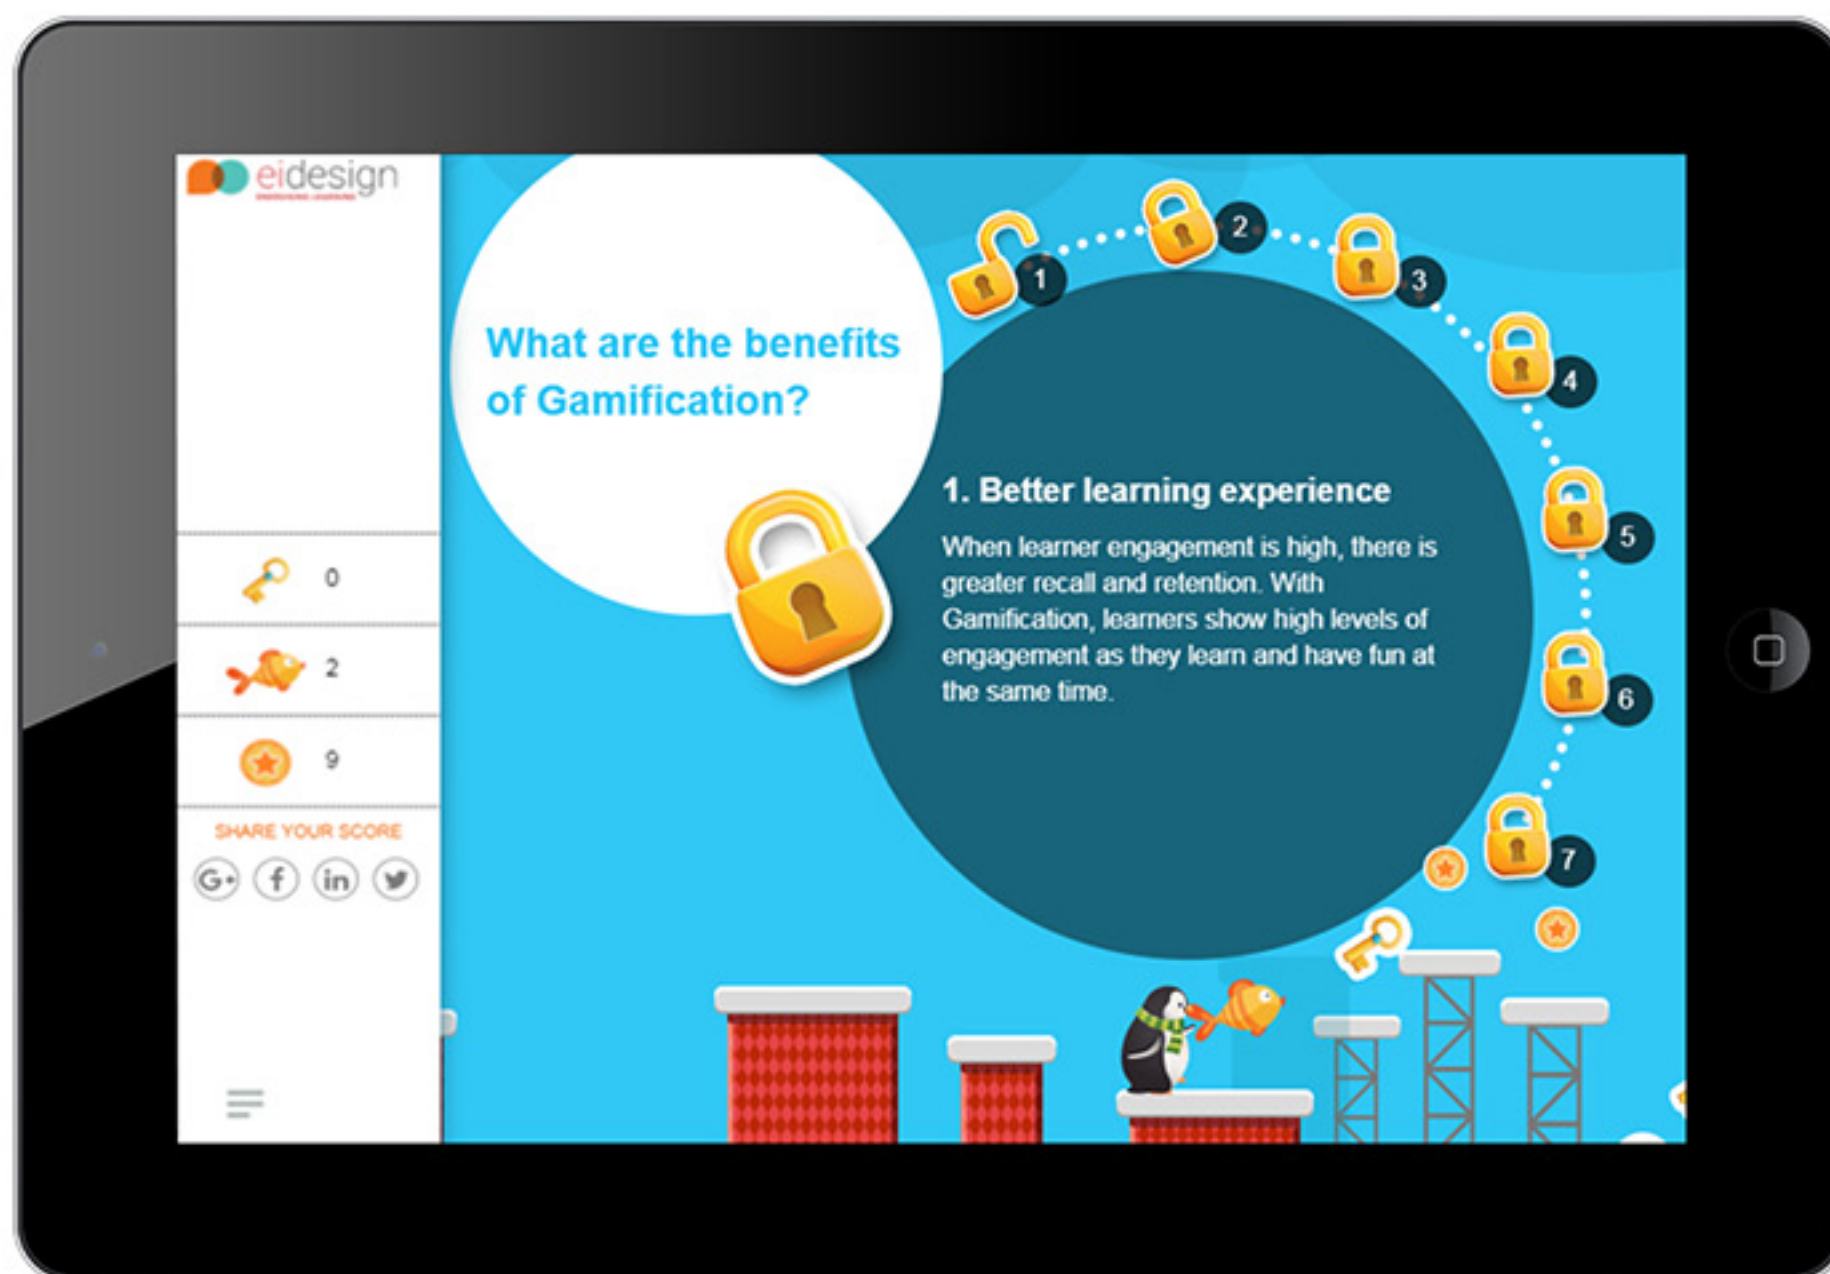 eidesign
What are the benefits
of Gamification?
1
2
3
4
5
6
7
1. Better learning experience
When learner engagement is high, there is
greater recall and retention. With
Gamification, learners show high levels of
engagement as they learn and have fun at
the same time.
0
2
9
SHARE YOUR SCORE
G+ f in